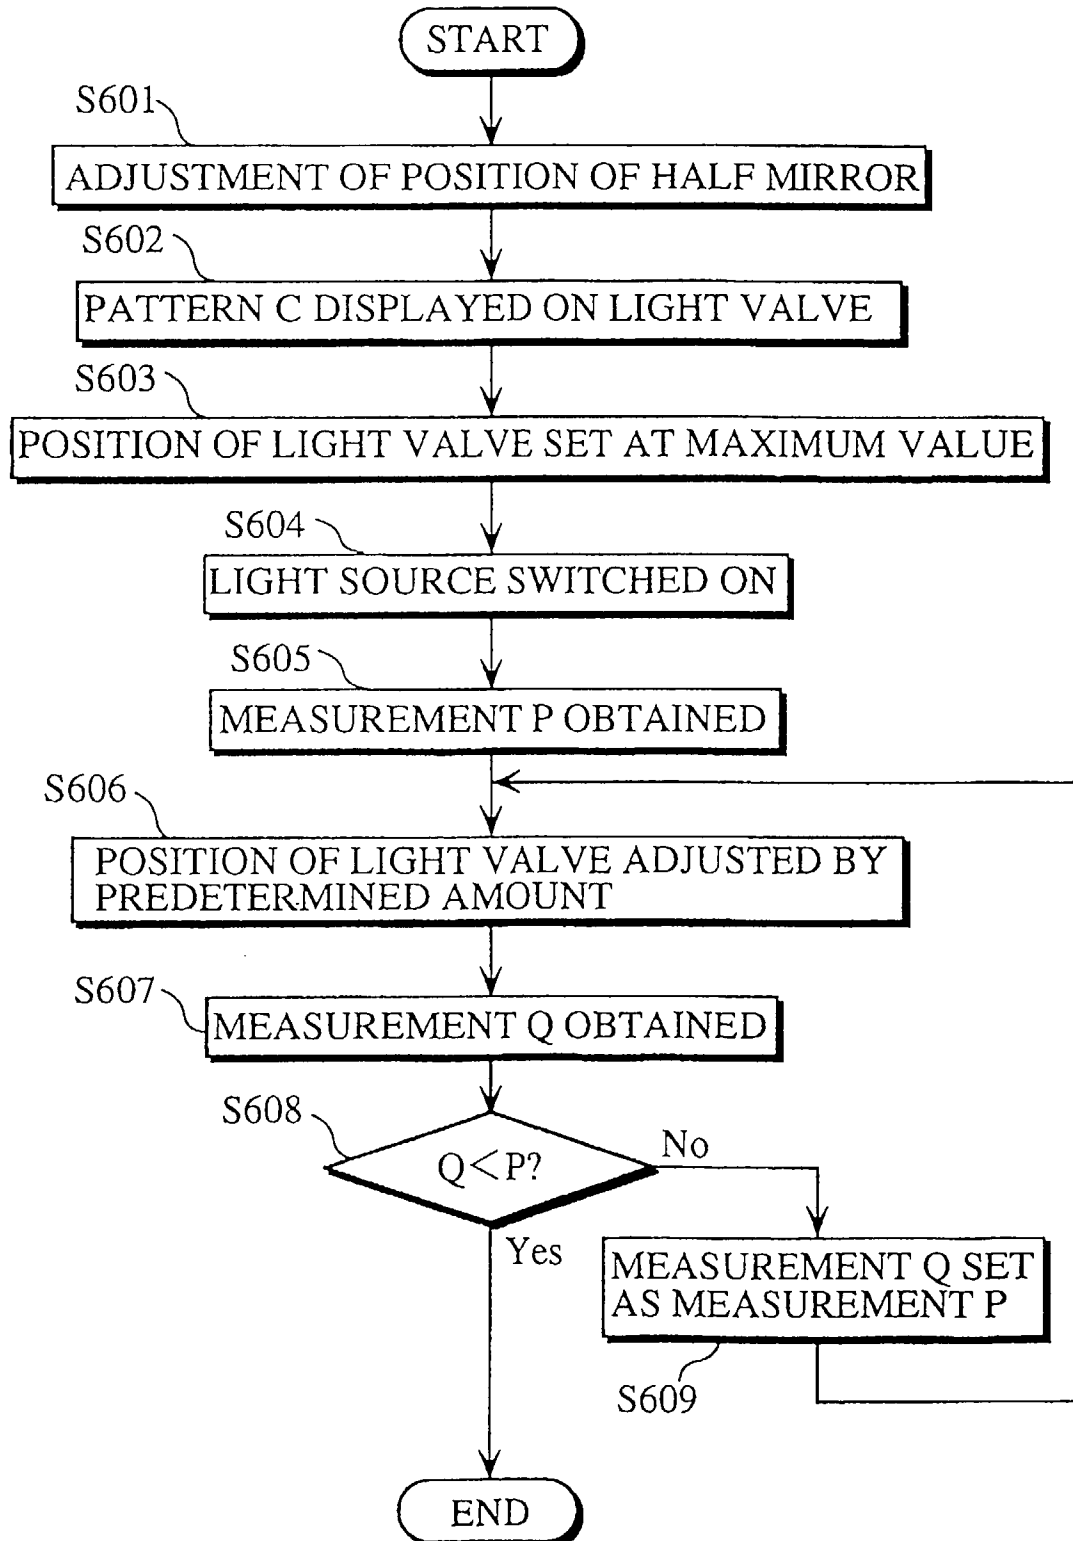 START
S601
ADJUSTMENT OF POSITION OF HALF MIRROR
S602
PATTERN C DISPLAYED ON LIGHT VALVE
S603
POSITION OF LIGHT VALVE SET AT MAXIMUM VALUE
S604
LIGHT SOURCE SWITCHED ON
S605
MEASUREMENT P OBTAINED
S606
POSITION OF LIGHT VALVE ADJUSTED BY
PREDETERMINED AMOUNT
S607
MEASUREMENT Q OBTAINED
S608
Q<P?
No
Yes
MEASUREMENT Q SET
AS MEASUREMENT P
S609
END